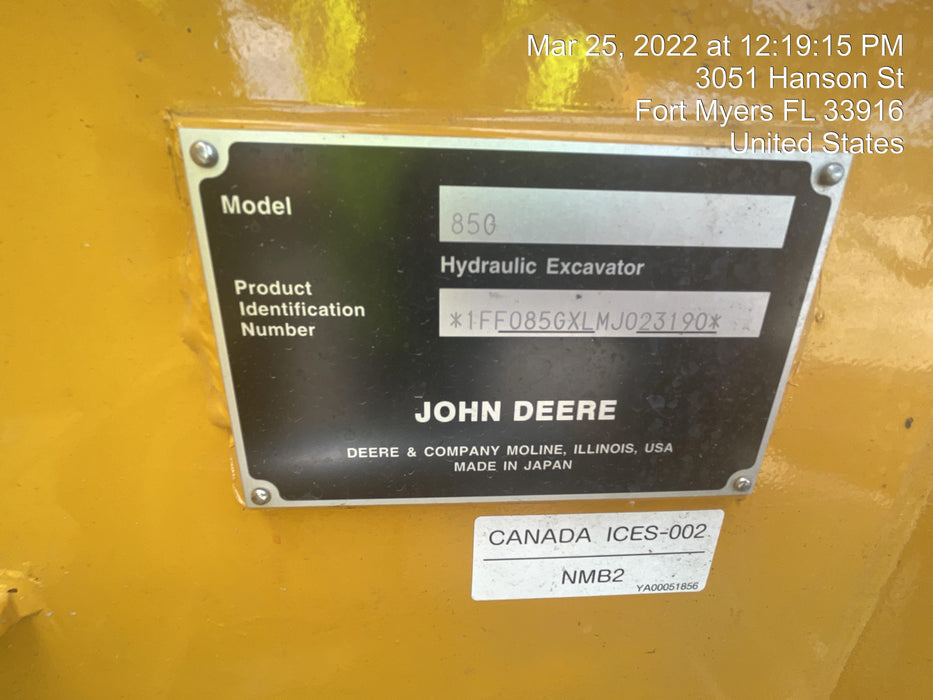 Mar 25, 2022 at 12:19:15 PM
3051 Hanson St
Fort Myers FL 33916
United States
Model
85G
Hydraulic Excavator
Product
Identification
Number
*1FF085GXLMJ023190*
JOHN DEERE
DEERE & COMPANY MOLINE, ILLINOIS, USA
MADE IN JAPAN
CANADA ICES-002
NMB2
YA00051856